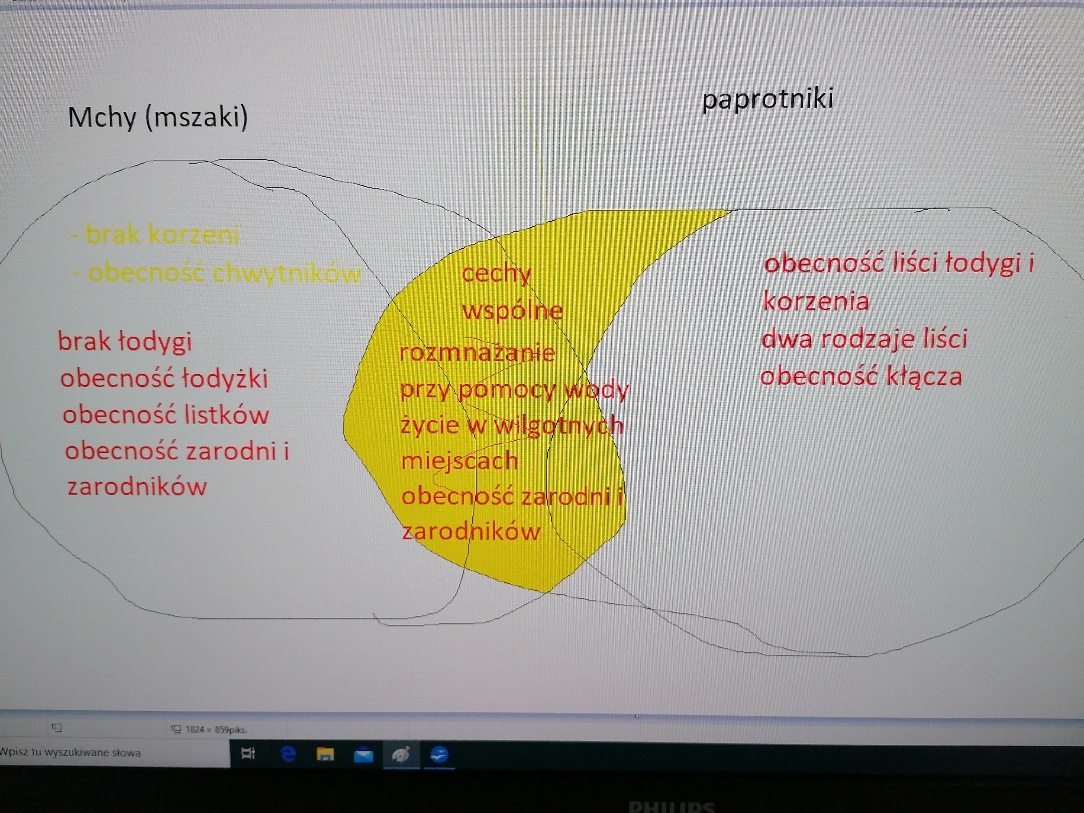 Mchy (mszaki)
paprotniki
- brak korzeni
- obecność chwytników
brak łodygi
obecność łodyżki
obecność listków
obecność zarodni i
zarodników
cechy
wspólne
rozmnażanie
przy pomocy wody
życie w wilgotnych
miejscach
obecność zarodni i
zarodników
obecność liści łodygi i
korzenia
dwa rodzaje liści
obecność kłącza
1824 × 859piks.
Wpisz tu wyszukiwane słowa
PHILIPS